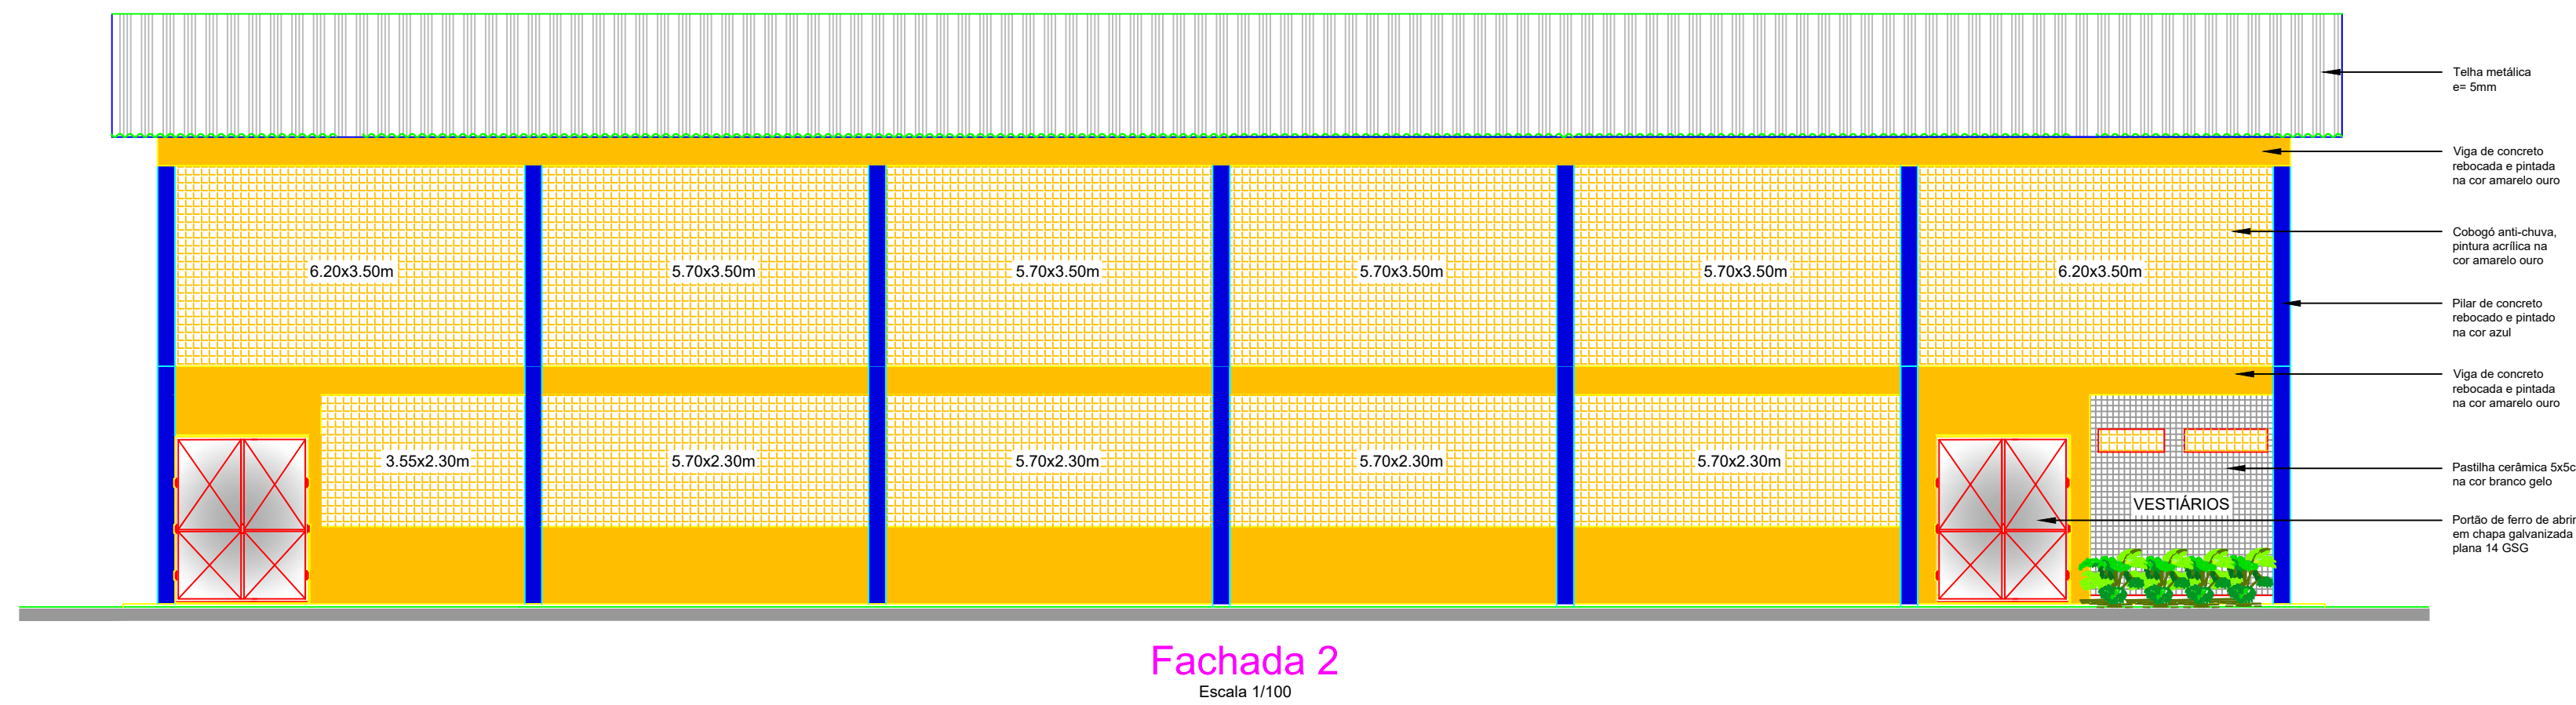 Telha metálica
e= 5mm
Viga de concreto
rebocada e pintada
na cor amarelo ouro
Cobogó anti-chuva,
pintura acrílica na
cor amarelo ouro
6.20x3.50m
5.70x3.50m
5.70x3.50m
5.70x3.50m
5.70x3.50m
6.20x3.50m
Pilar de concreto
rebocado e pintado
na cor azul
Viga de concreto
rebocada e pintada
na cor amarelo ouro
3.55x2.30m
5.70x2.30m
5.70x2.30m
5.70x2.30m
5.70x2.30m
Pastilha cerâmica 5x5c
na cor branco gelo
VESTIÁRIOS
Portão de ferro de abrir
em chapa galvanizada
plana 14 GSG
Fachada 2
Escala 1/100